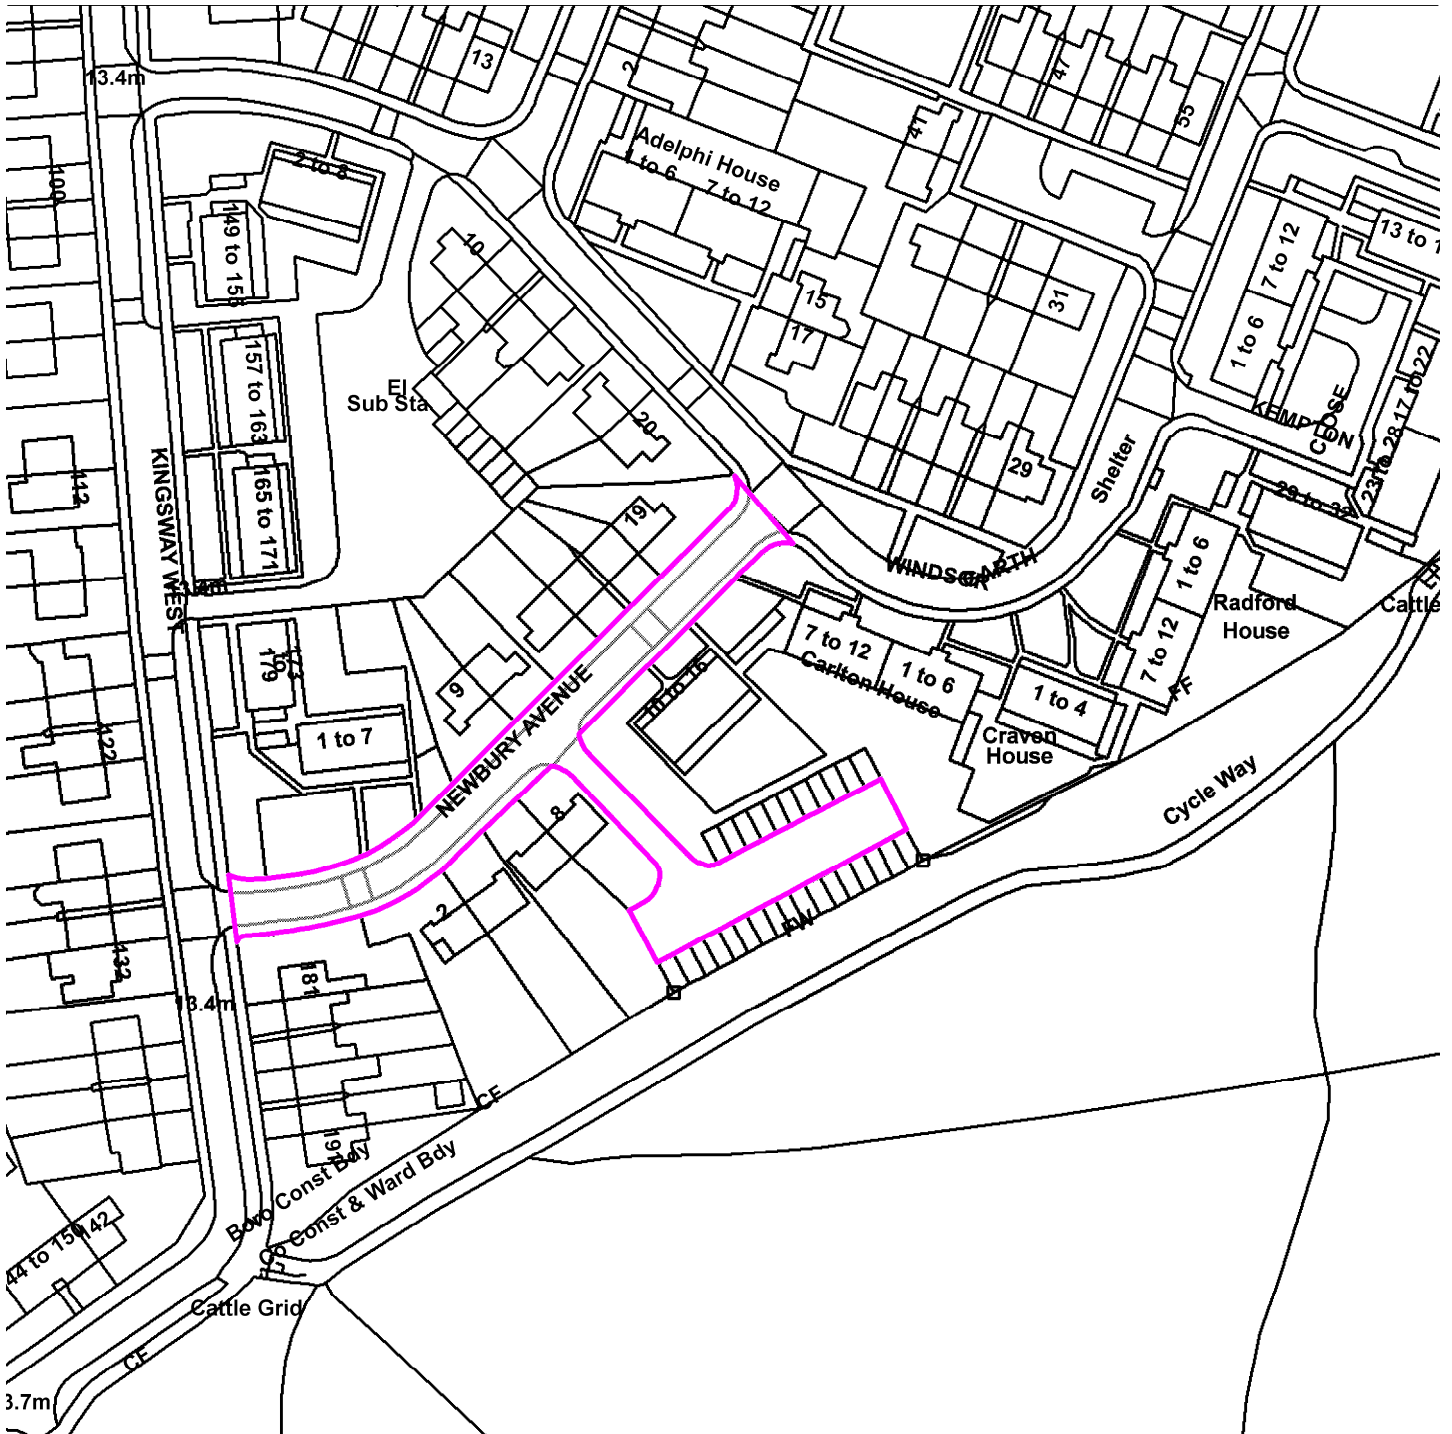 13
2
47
55
13.4m
41
Adelphi House
1 to 6
7 to 12
2 to 8
100
149 to 155
10
7 to 12
13 to 1
15
17
31
1 to 6
157 to 163
El
Sub Sta
20
KEMPTON
CLOSE
17 to 22
23 to 28
29
Shelter
112
KINGSWAY WEST
165 to 171
19
29 to 32
WINDSOR
GARTH
1 to 6
Radford
House
Cattle
7 to 12
7 to 12
1 to 6
Carlton House
173
to
179
9
10 to 16
NEWBURY AVENUE
1 to 4
FF
Craven
House
1 to 7
122
Cycle Way
8
2
FW
132
181
13.4m
CF
191
Boro Const Bdy
Co Const & Ward Bdy
142
44 to 150
Cattle Grid
CF
3.7m